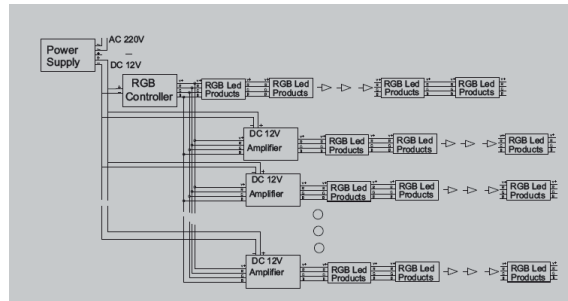 AC 220V
Power
Supply
DC 12V
RGB
Controller
RGB Led
Products
RGB Led
Products
RGB Led
Products
RGB Led
Products
DC 12V
Amplifier
RGB Led
Products
RGB Led
Products
RGB Led
Products
DC 12V
Amplifier
RGB Led
Products
RGB Led
Products
RGB Led
Products
DC 12V
Amplifier
RGB Led
Products
RGB Led
Products
RGB Led
Products